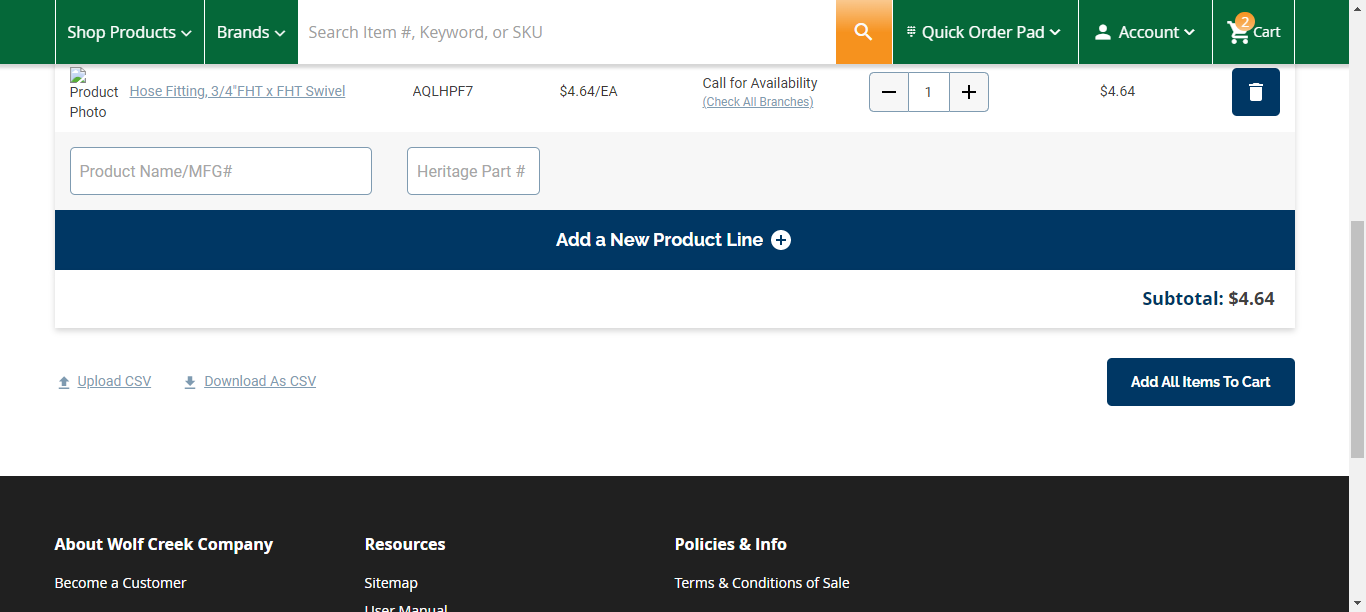 Shop Products
Brands
Search Item #, Keyword, or SKU
Quick Order Pad
Account
2
Cart
Product Photo
Hose Fitting, 3/4"FHT x FHT Swivel
AQLHPF7
$4.64/EA
Call for Availability
(Check All Branches)
1
$4.64
Product Name/MFG#
Heritage Part #
Add a New Product Line
Subtotal: $4.64
Upload CSV
Download As CSV
Add All Items To Cart
About Wolf Creek Company
Resources
Policies & Info
Become a Customer
Sitemap
Terms & Conditions of Sale
User Manual